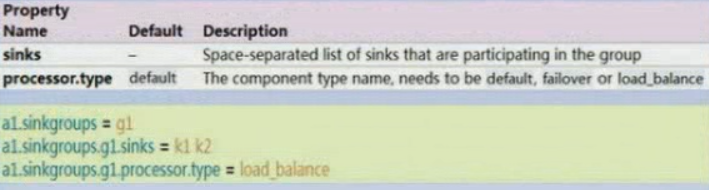 Property
Name Default Description
sinks – Space-separated list of sinks that are participating in the group
processor.type default The component type name, needs to be default, failover or load_balance
a1.sinkgroups = g1
a1.sinkgroups.g1.sinks = k1 k2
a1.sinkgroups.g1.processor.type = load_balance